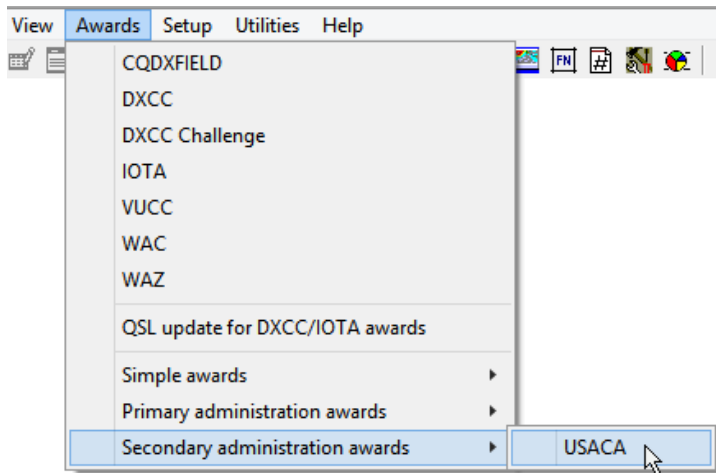 View Awards Setup Utilities Help
FN #
CQDXFIELD
DXCC
DXCC Challenge
IOTA
VUCC
WAC
WAZ
QSL update for DXCC/IOTA awards
Simple awards
Primary administration awards
Secondary administration awards
USACA